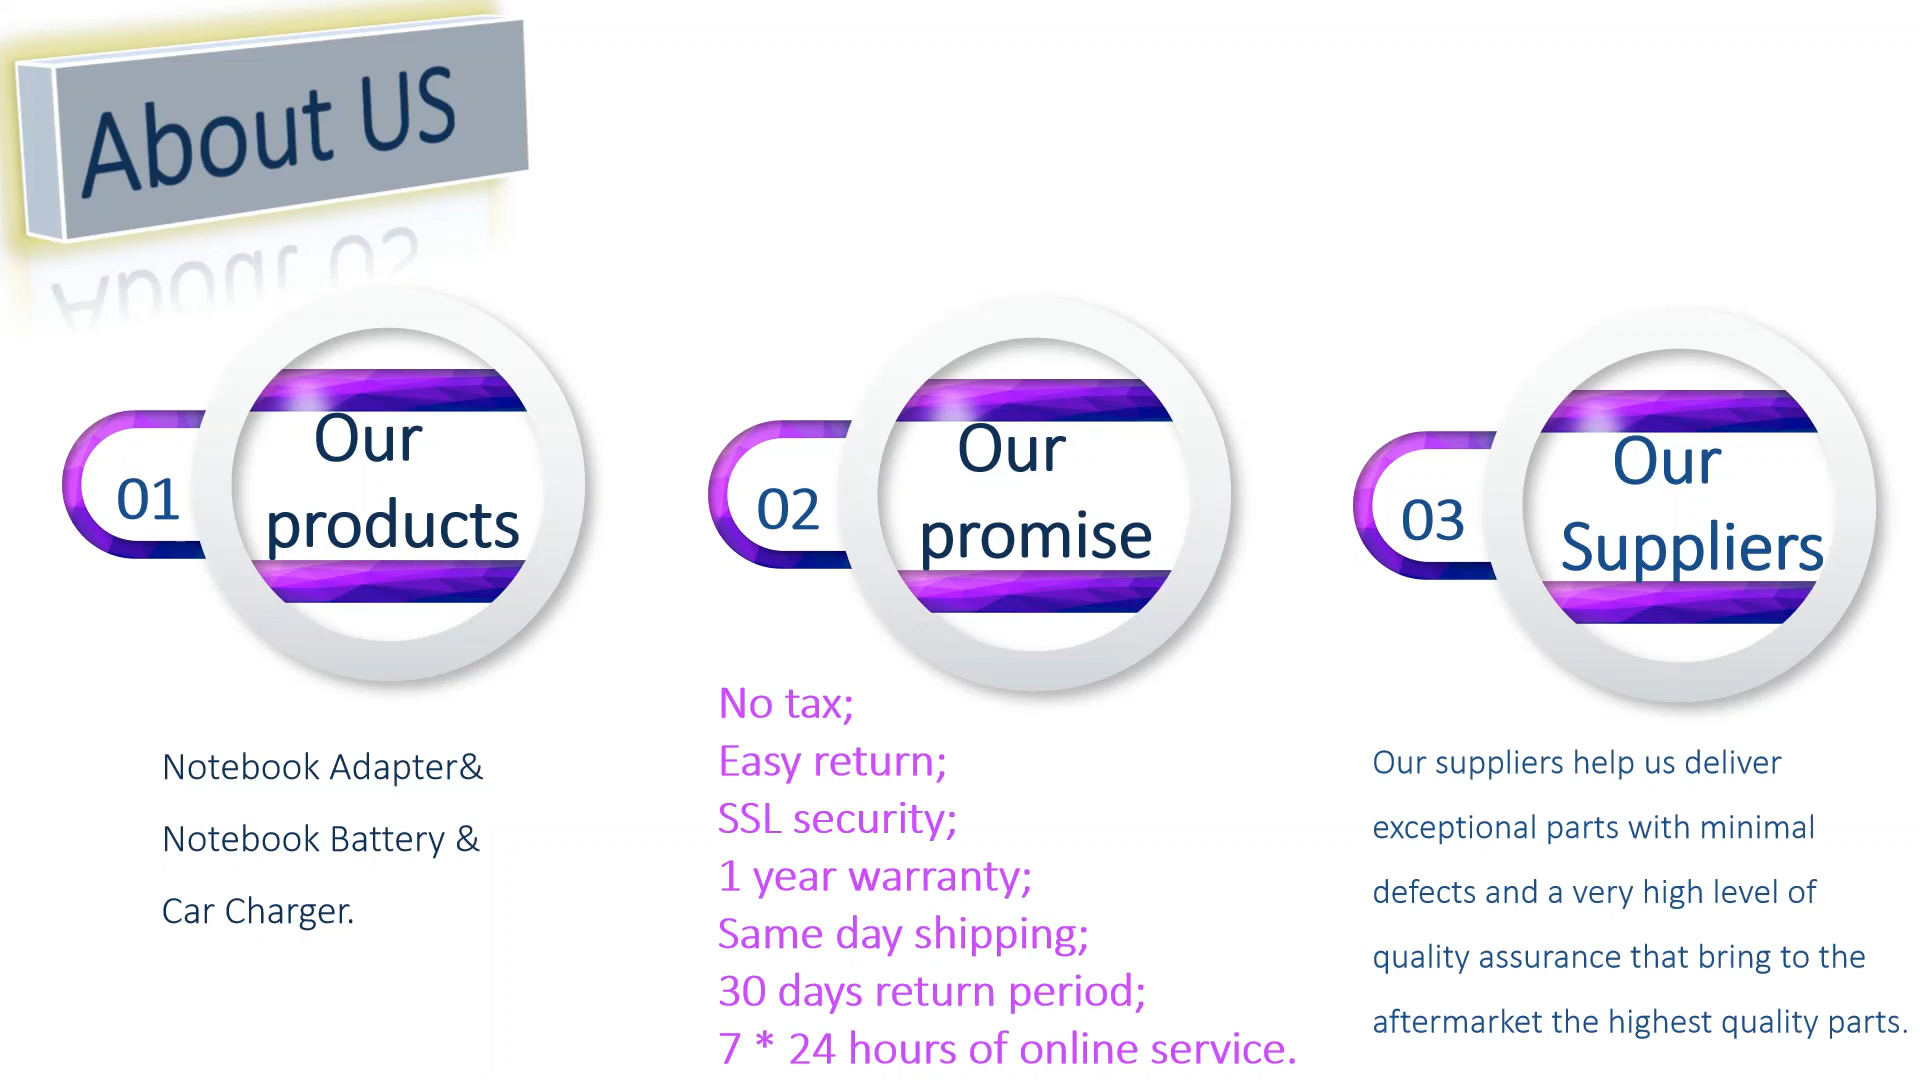 About US
01
Our
products
Notebook Adapter&
Notebook Battery &
Car Charger.
02
Our
promise
No tax;
Easy return;
SSL security;
1 year warranty;
Same day shipping;
30 days return period;
7 * 24 hours of online service.
03
Our
Suppliers
Our suppliers help us deliver
exceptional parts with minimal
defects and a very high level of
quality assurance that bring to the
aftermarket the highest quality parts.